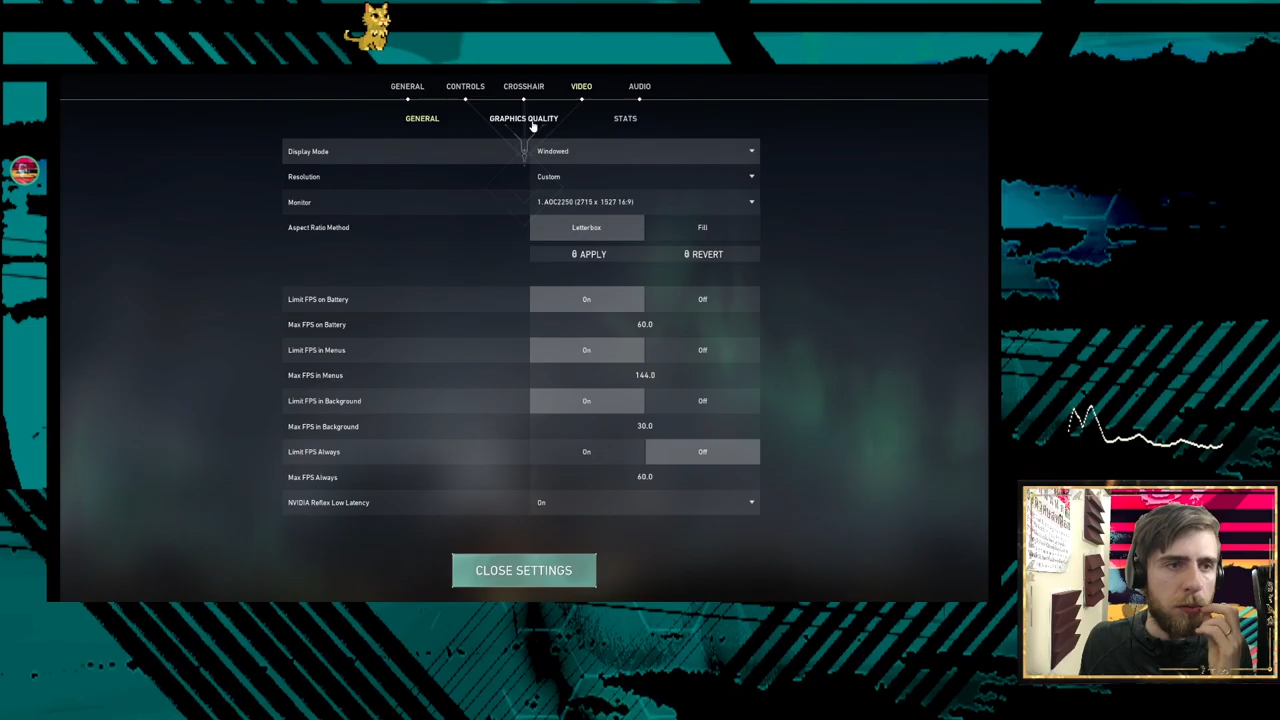 GENERAL CONTROLS CROSSHAIR VIDEO AUDIO
GENERAL GRAPHICS QUALITY STATS
Display Mode Windowed
Resolution Custom
Monitor 1. AOC2250 (2715 x 1527 16:9)
Aspect Ratio Method Letterbox Fill
APPLY REVERT
Limit FPS on Battery On Off
Max FPS on Battery 60.0
Limit FPS in Menus On Off
Max FPS in Menus 144.0
Limit FPS in Background On Off
Max FPS in Background 30.0
Limit FPS Always On Off
Max FPS Always 60.0
NVIDIA Reflex Low Latency On
CLOSE SETTINGS